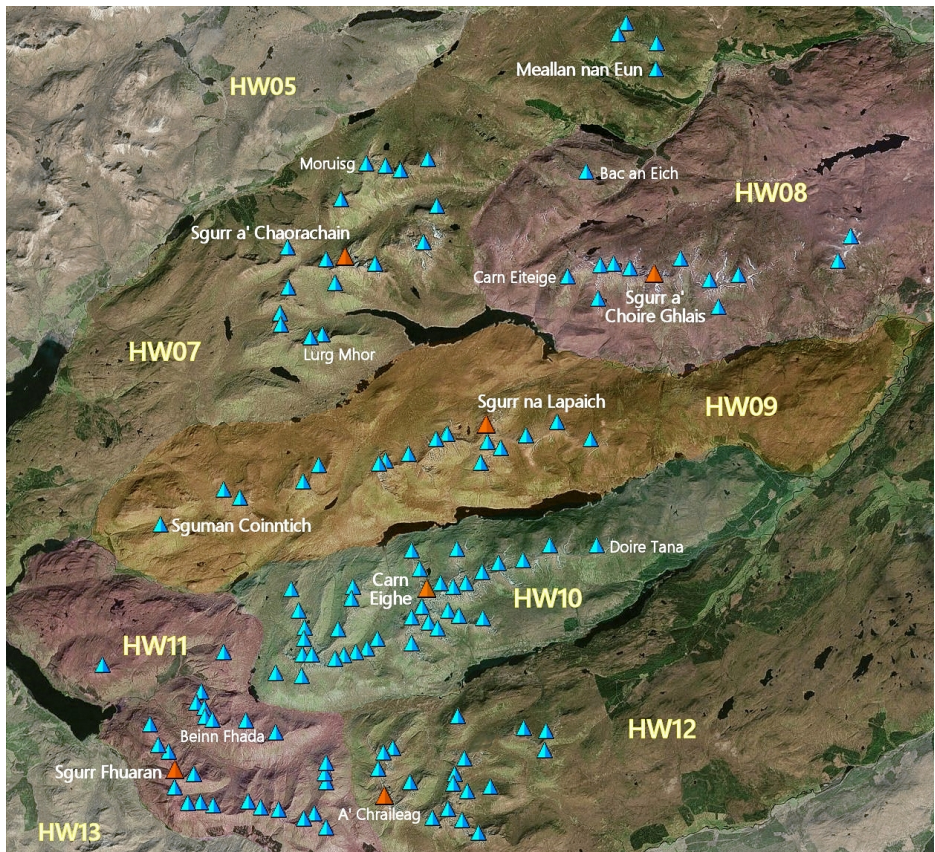 Meallan nan Eun
HW05
Moruisg
Bac an Eich
HW08
Sgurr a' Chaorachain
Carn Eiteige
Sgurr a'
Choire Ghlais
HW07
Lurg Mhor
Sgurr na Lapaich
HW09
Sguman Coinntich
Doire Tana
Carn
Eighe
HW10
HW11
Beinn Fhada
HW12
Sgurr Fhuaran
A' Chraileag
HW13